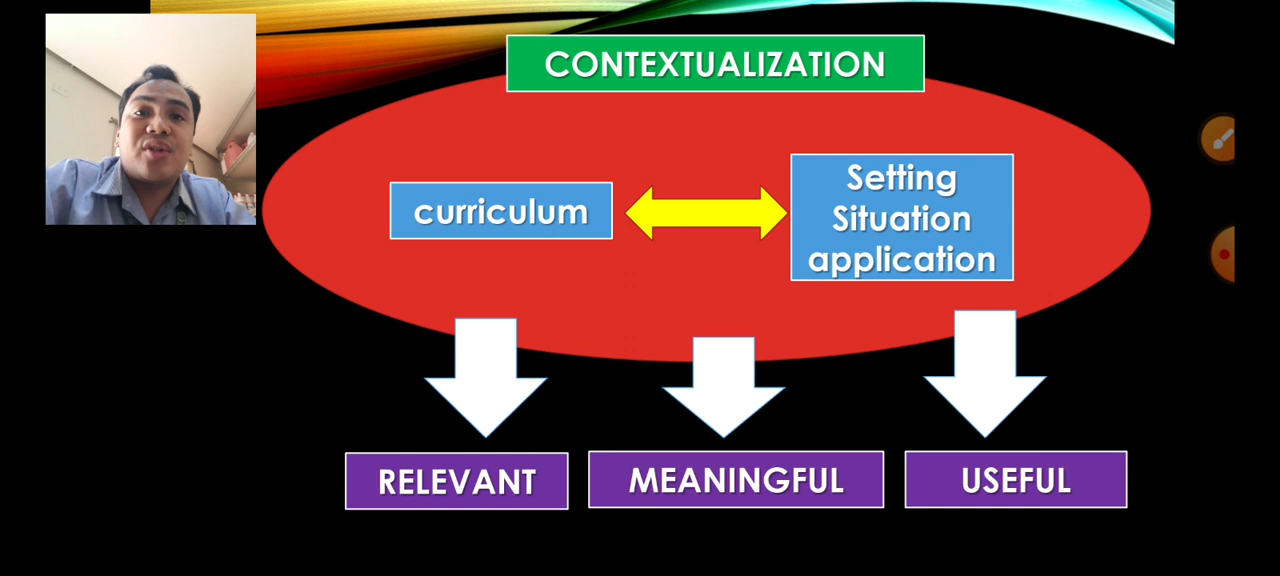 CONTEXTUALIZATION
curriculum
Setting
Situation
application
RELEVANT
MEANINGFUL
USEFUL